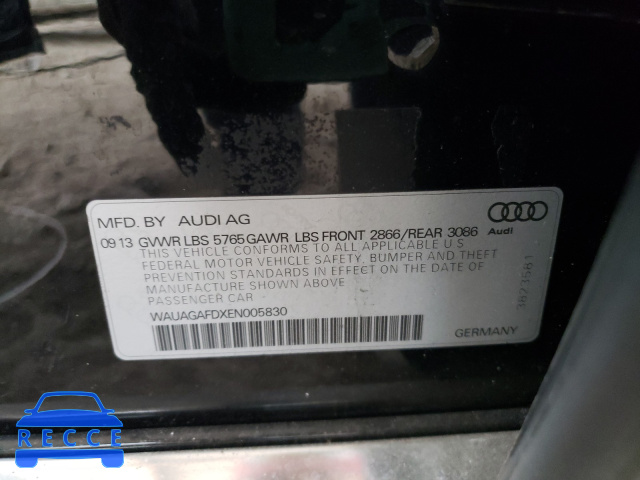 MFD. BY AUDI AG
09 13 GVWR LBS 5765 GAWR LBS FRONT 2866/REAR 3086
Audi
THIS VEHICLE CONFORMS TO ALL APPLICABLE U S
FEDERAL MOTOR VEHICLE SAFETY, BUMPER AND THEFT
PREVENTION STANDARDS IN EFFECT ON THE DATE OF
MANUFACTURE SHOWN ABOVE
PASSENGER CAR
WAUAGAFDXEN005830
GERMANY
3823581
RECCE